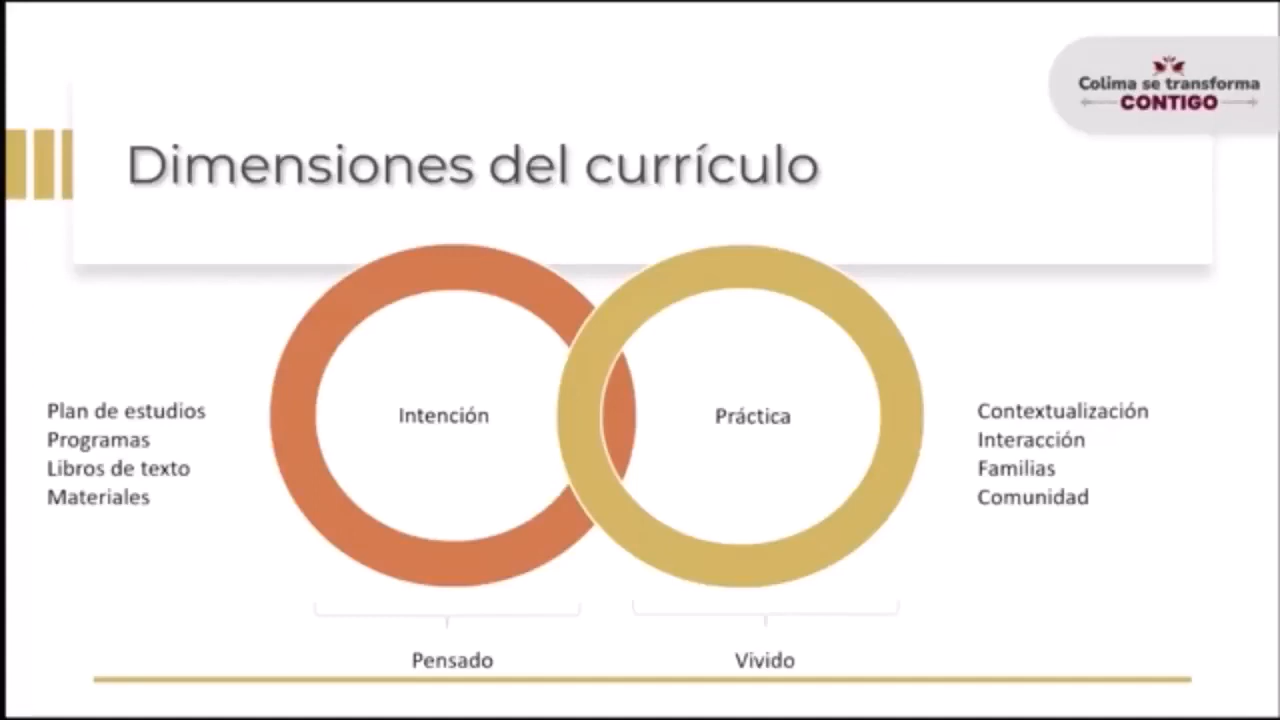 Colima se transforma
CONTIGO
Dimensiones del currículo
Plan de estudios
Programas
Libros de texto
Materiales
Intención
Práctica
Contextualización
Interacción
Familias
Comunidad
Pensado
Vivido